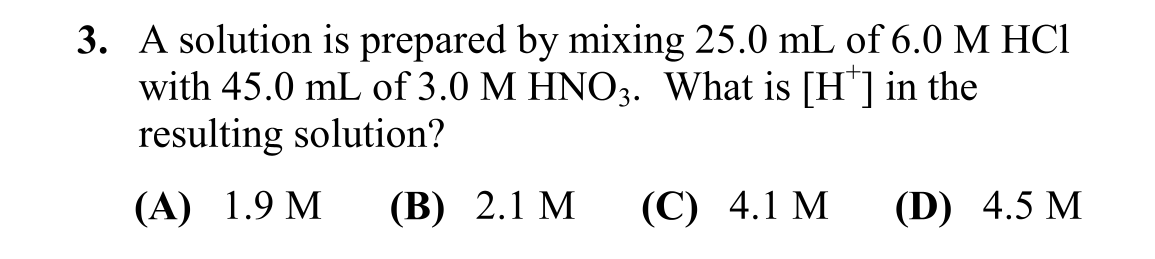 3. A solution is prepared by mixing 25.0 mL of 6.0 M HCl
with 45.0 mL of 3.0 M HNO₃. What is [H⁺] in the
resulting solution?
(A) 1.9 M (B) 2.1 M (C) 4.1 M (D) 4.5 M